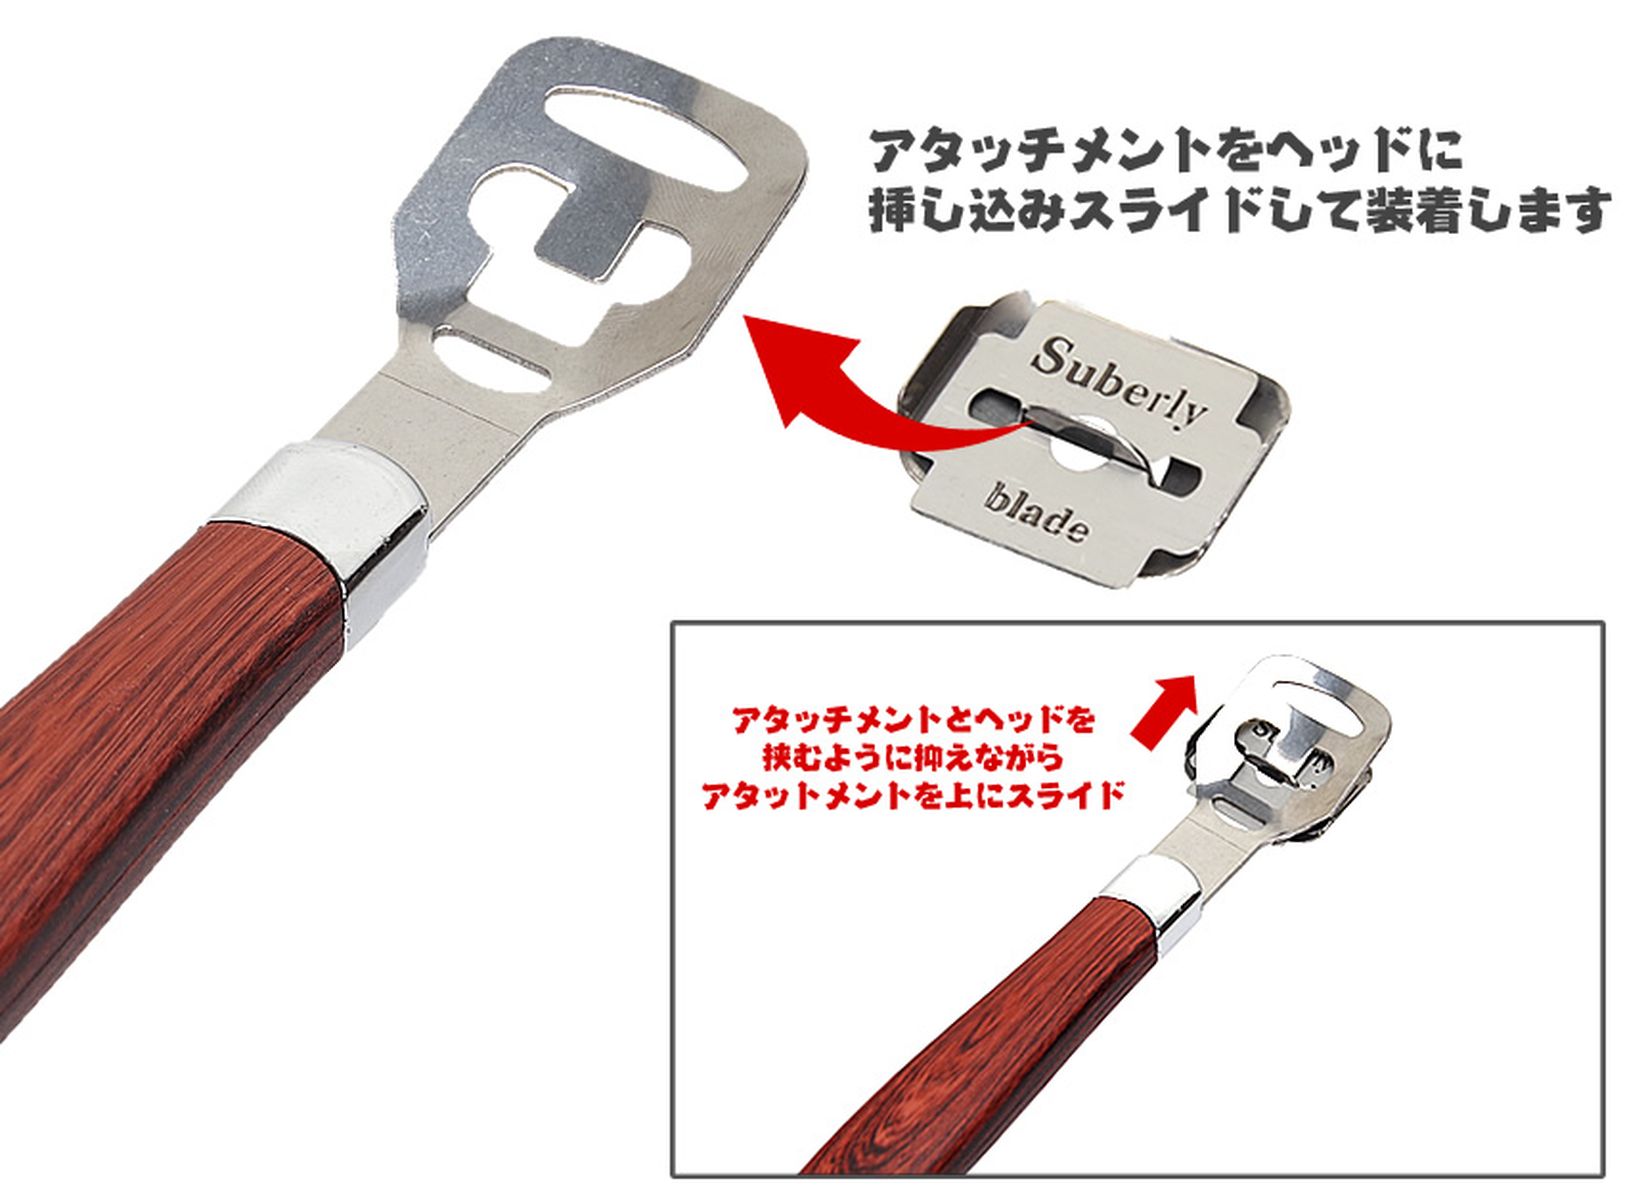 アタッチメントをヘッドに
挿し込みスライドして装着します
Suberly
blade
アタッチメントとヘッドを
挟むように抑えながら
アタットメントを上にスライド